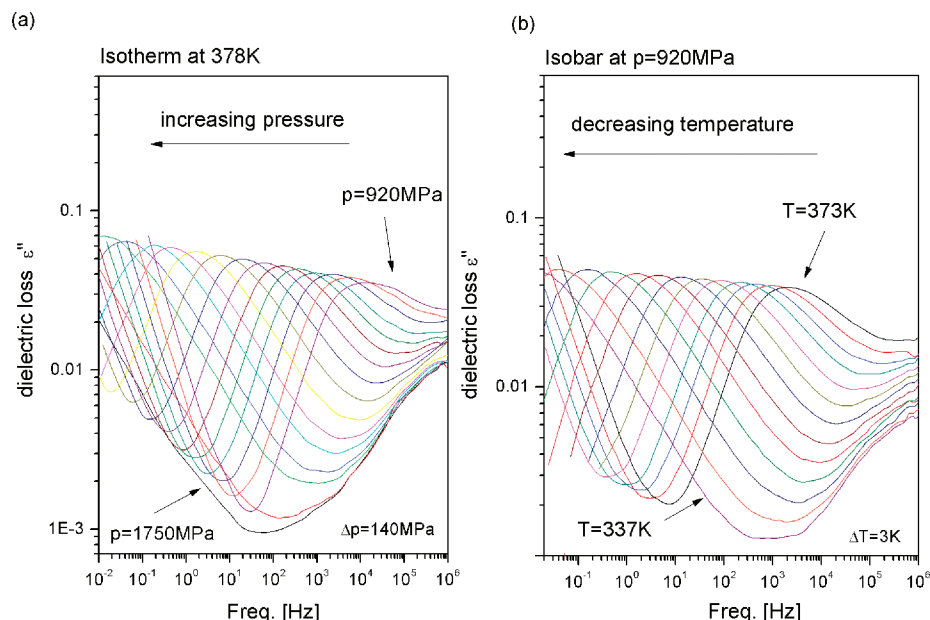 (a)
Isotherm at 378K
increasing pressure
p=920MPa
0.1
0.01
1E-3
dielectric loss ε"
p=1750MPa
Δp=140MPa
10⁻² 10⁻¹ 10⁰ 10¹ 10² 10³ 10⁴ 10⁵ 10⁶
Freq. [Hz]
(b)
Isobar at p=920MPa
decreasing temperature
T=373K
0.1
0.01
dielectric loss ε"
T=337K
ΔT=3K
10⁻¹ 10⁰ 10¹ 10² 10³ 10⁴ 10⁵ 10⁶
Freq. [Hz]